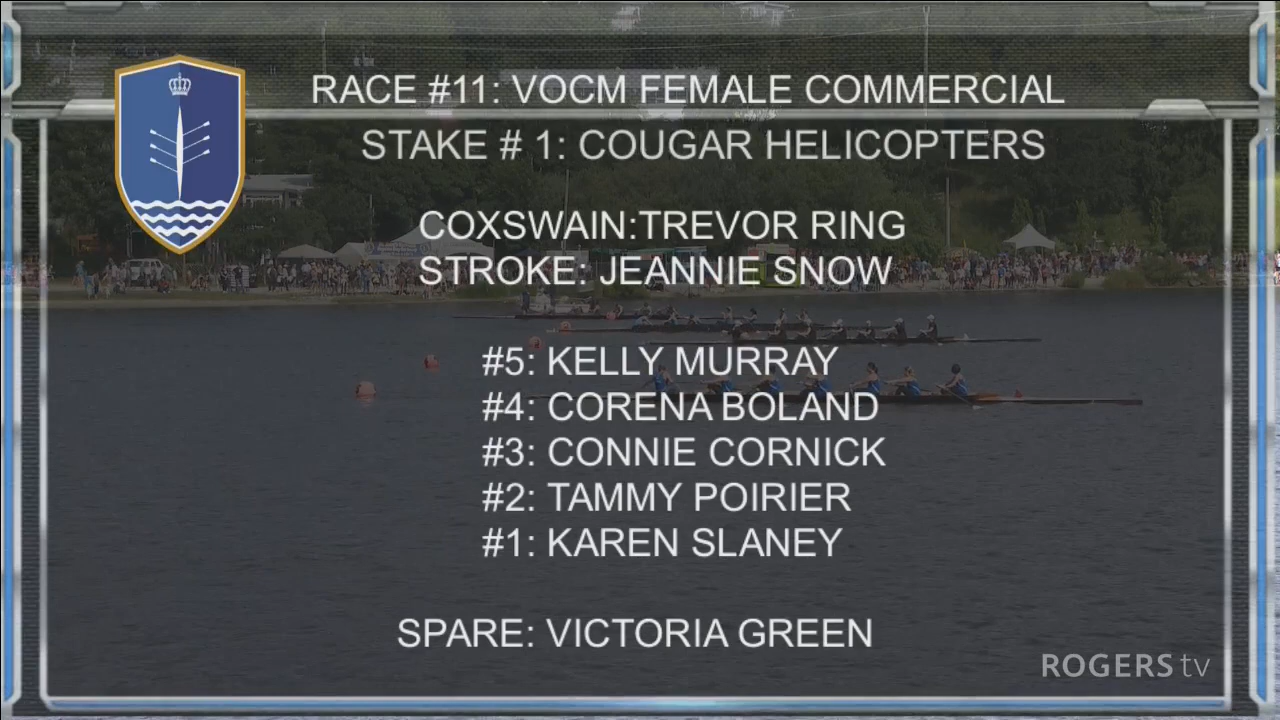 RACE #11: VOCM FEMALE COMMERCIAL
STAKE # 1: COUGAR HELICOPTERS
COXSWAIN:TREVOR RING
STROKE: JEANNIE SNOW
#5: KELLY MURRAY
#4: CORENA BOLAND
#3: CONNIE CORNICK
#2: TAMMY POIRIER
#1: KAREN SLANEY
SPARE: VICTORIA GREEN
ROGERS tv